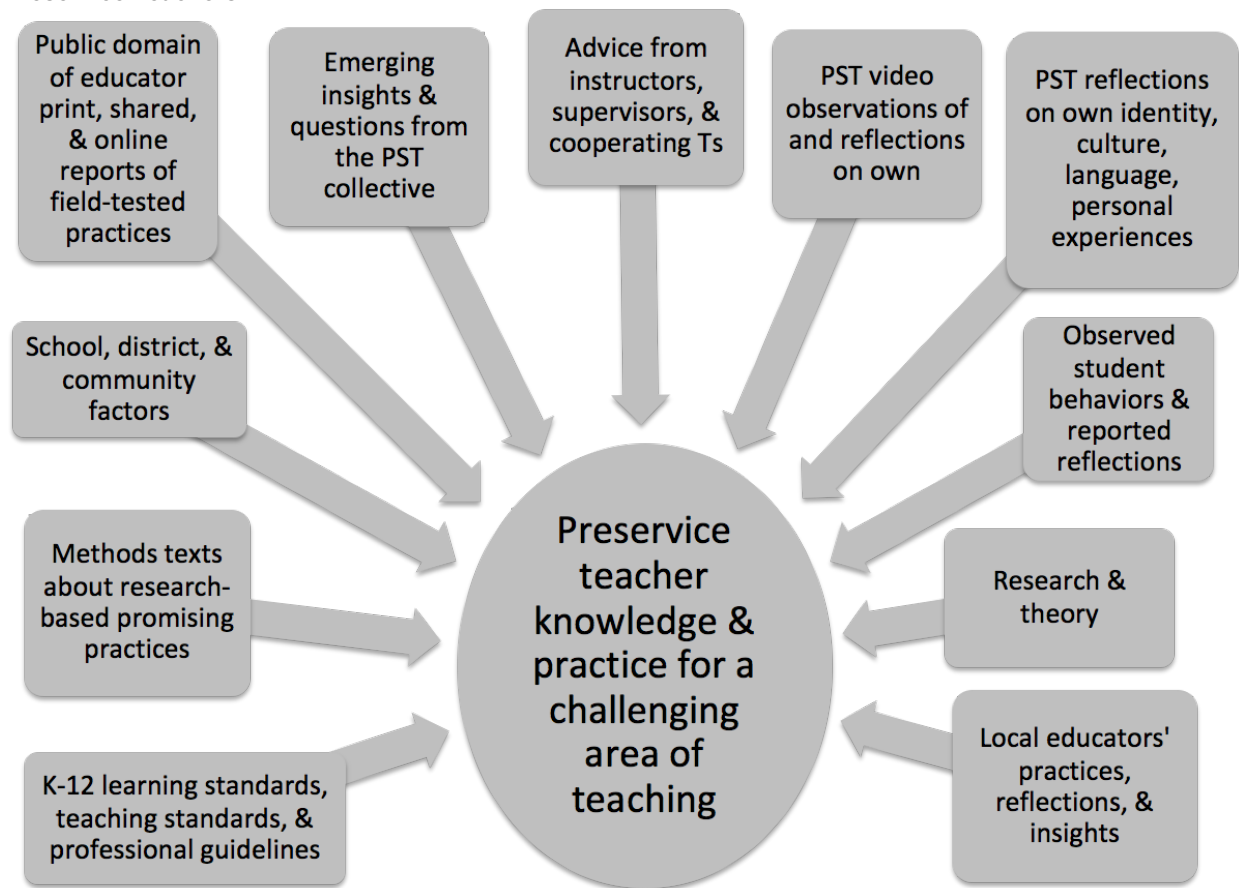 Public domain
of educator
print, shared,
& online
reports of
field-tested
practices
Emerging
insights &
questions from
the PST
collective
Advice from
instructors,
supervisors, &
cooperating Ts
PST video
observations of
and reflections
on own
PST reflections
on own identity,
culture,
language,
personal
experiences
School, district, &
community
factors
Observed
student
behaviors &
reported
reflections
Methods texts
about research-
based promising
practices
Preservice
teacher
knowledge &
practice for a
challenging
area of
teaching
Research &
theory
K-12 learning standards,
teaching standards, &
professional guidelines
Local educators'
practices,
reflections, &
insights